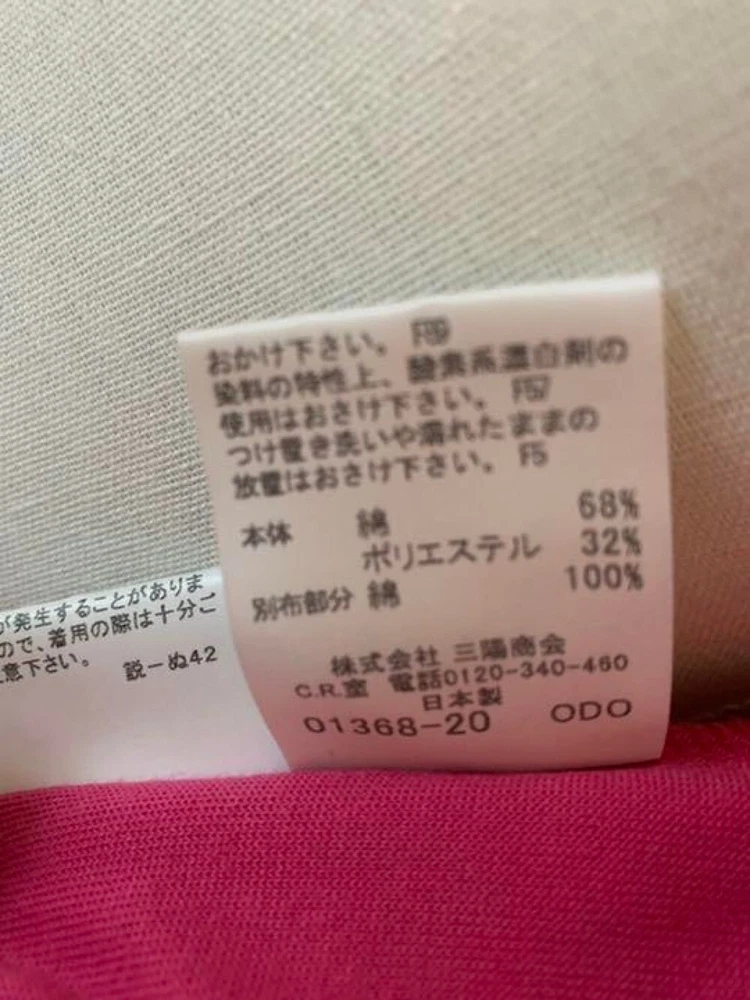 おかけ下さい。 F19
染料の特性上、酸素系漂白剤の
使用はおさけ下さい。 F57
つけ置き洗いや濡れたままの
放置はおさけ下さい。 F5
本体 綿 68%
ポリエステル 32%
別布部分 綿 100%
株式会社 三陽商会
C.R.室 電話0120-340-460
日本製
01368-20 ODO
が発生することがありま
ので、着用の際は十分ご
意下さい。 説-ぬ42